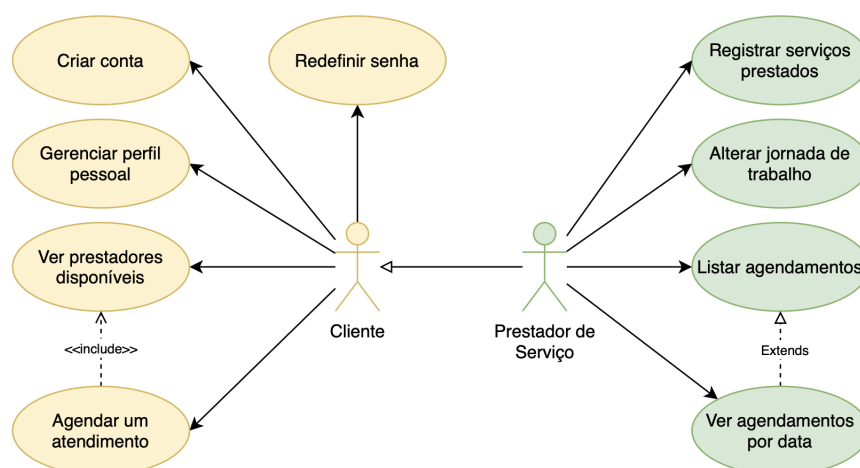 Criar conta
Redefinir senha
Registrar serviços
prestados
Gerenciar perfil
pessoal
Alterar jornada de
trabalho
Ver prestadores
disponíveis
Listar agendamentos
Cliente
Prestador de
Serviço
<<include>>
Extends
Agendar um
atendimento
Ver agendamentos
por data